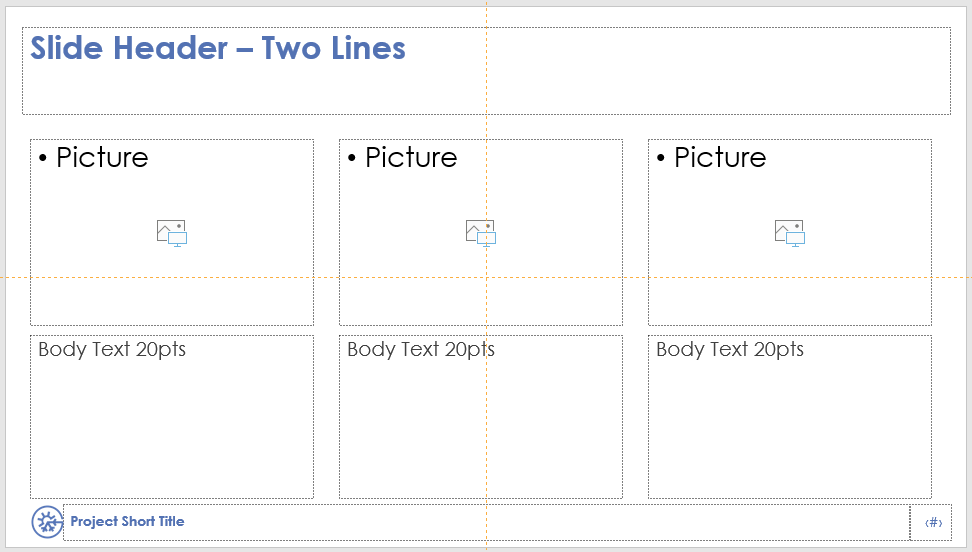 Slide Header – Two Lines
• Picture
• Picture
• Picture
Body Text 20pts
Body Text 20pts
Body Text 20pts
Project Short Title
‹#›